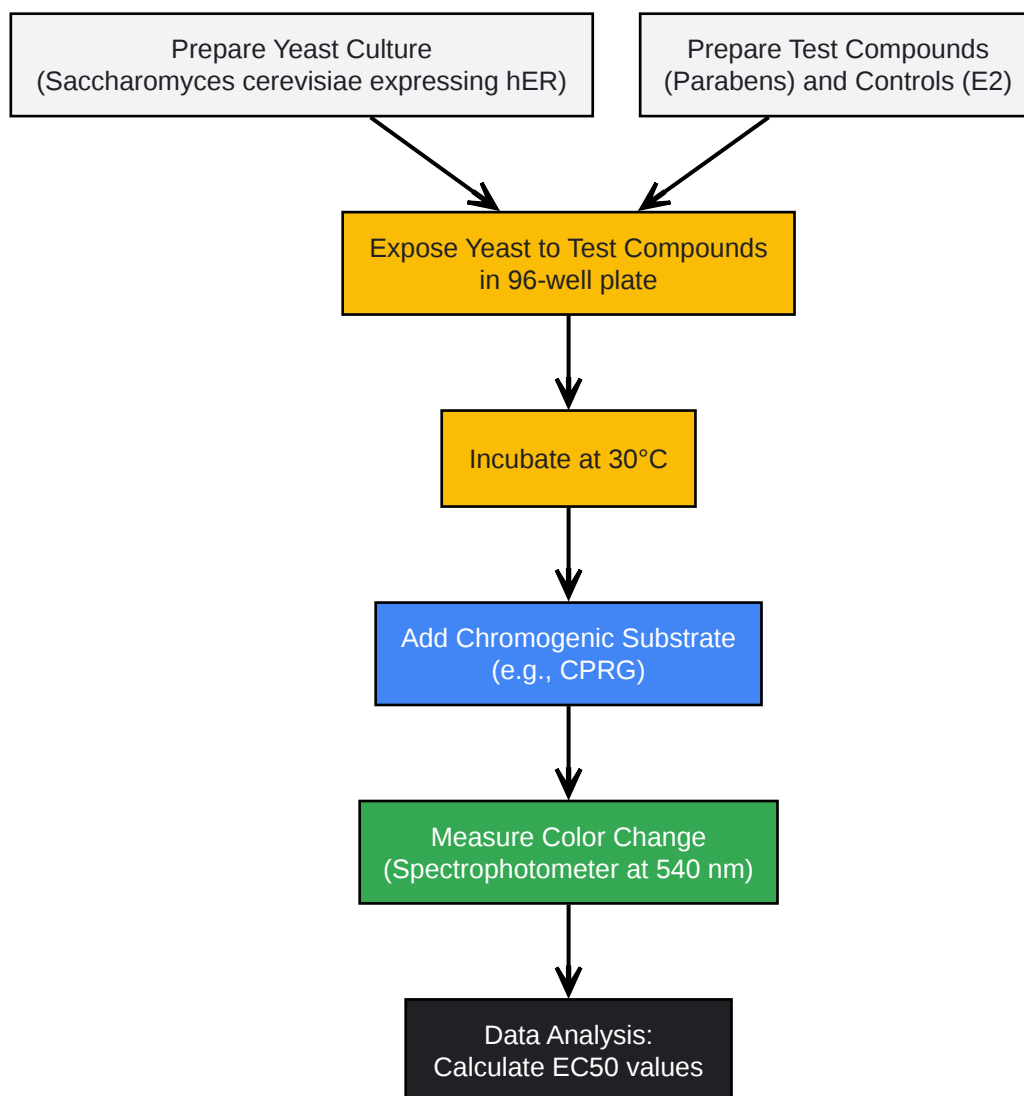 Prepare Yeast Culture
(Saccharomyces cerevisiae expressing hER)
Prepare Test Compounds
(Parabens) and Controls (E2)
Expose Yeast to Test Compounds
in 96-well plate
Incubate at 30°C
Add Chromogenic Substrate
(e.g., CPRG)
Measure Color Change
(Spectrophotometer at 540 nm)
Data Analysis:
Calculate EC50 values